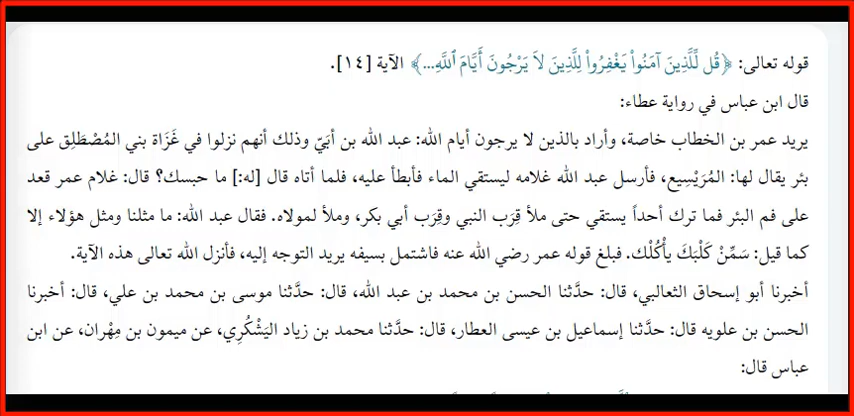 قوله تعالى: ﴿قُل لِّلَّذِينَ آمَنُواْ يَغْفِرُواْ لِلَّذِينَ لاَ يَرْجُونَ أَيَّامَ ٱللَّهِ...﴾ الآية [١٤].
قال ابن عباس في رواية عطاء:
يريد عمر بن الخطاب خاصة، وأراد بالذين لا يرجون أيام الله: عبد الله بن أبَيّ وذلك أنهم نزلوا في غَزَاة بني المُصْطَلِق على
بئر يقال لها: المُرَيْسِيع، فأرسل عبد الله غلامه ليستقي الماء فأبطأ عليه، فلما أتاه قال [له:] ما حبسك؟ قال: غلام عمر قعد
على فم البئر فما ترك أحداً يستقي حتى ملأ قِرَب النبي وقِرَب أبي بكر، وملأ لمولاه. فقال عبد الله: ما مثلنا ومثل هؤلاء إلا
كما قيل: سَمِّنْ كَلْبَكَ يأْكُلْك. فبلغ قوله عمر رضي الله عنه فاشتمل بسيفه يريد التوجه إليه، فأنزل الله تعالى هذه الآية.
أخبرنا أبو إسحاق الثعالبي، قال: حدَّثنا الحسن بن محمد بن عبد الله، قال: حدَّثنا موسى بن محمد بن علي، قال: أخبرنا
الحسن بن علويه قال: حدَّثنا إسماعيل بن عيسى العطار، قال: حدَّثنا محمد بن زياد اليَشْكُرِي، عن ميمون بن مِهْران، عن ابن
عباس قال: